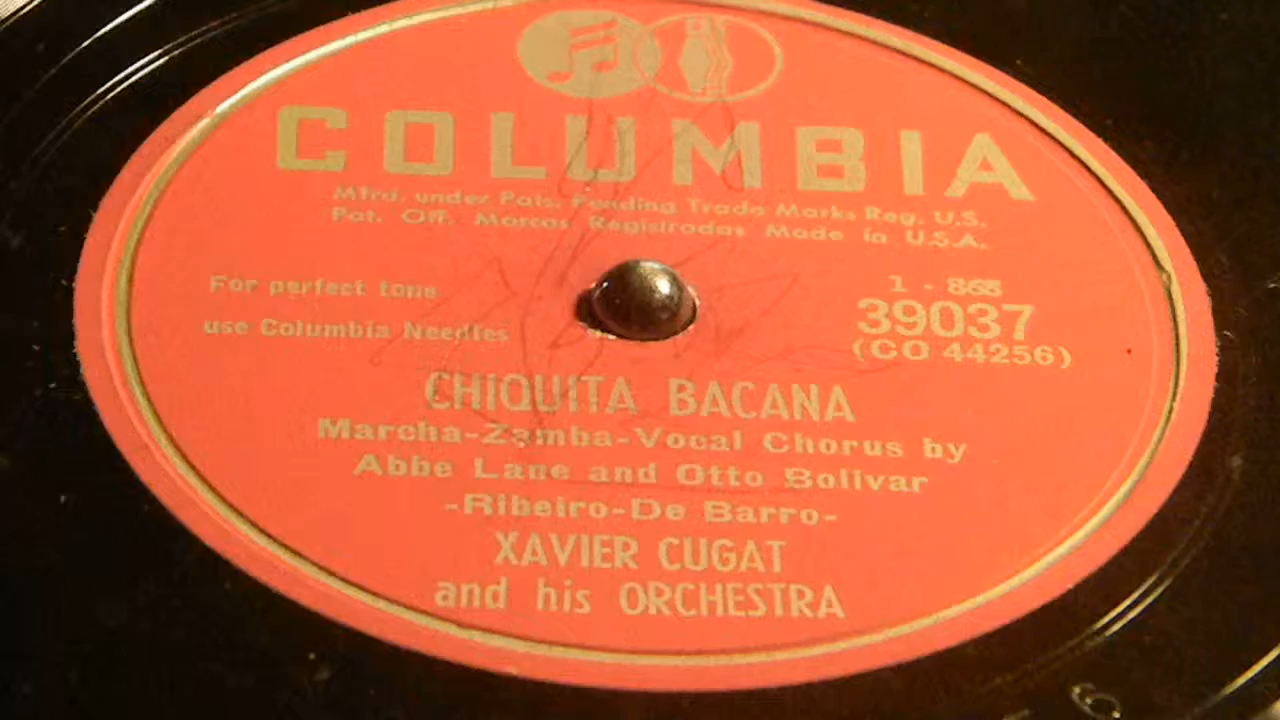 COLUMBIA
Mfrd. under Pats. Pending Trade Marks Reg. U.S.
Pat. Off. Marcas Registradas Made in U.S.A.
For perfect tone
use Columbia Needles
1 - 868
39037
(CO 44256)
CHIQUITA BACANA
Marcha-Zamba-Vocal Chorus by
Abbe Lane and Otto Bolivar
-Ribeiro-De Barro-
XAVIER CUGAT
and his ORCHESTRA